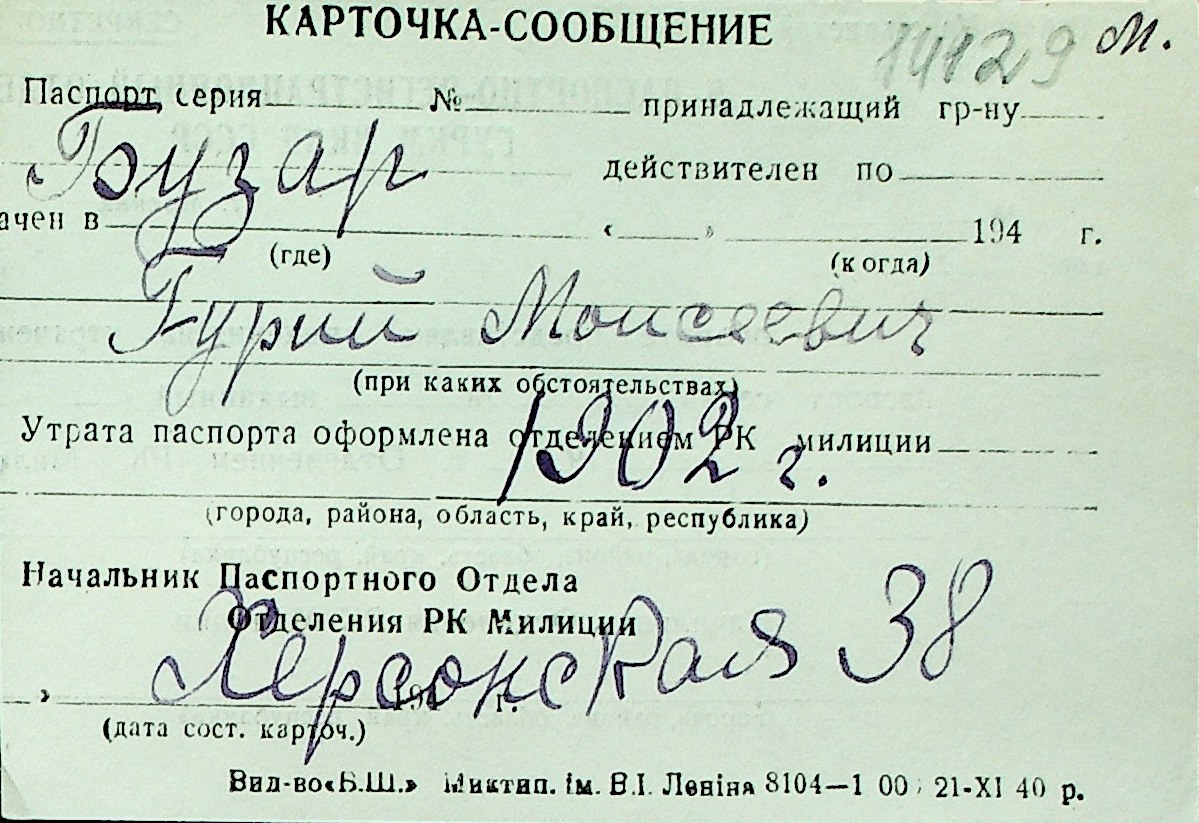 КАРТОЧКА-СООБЩЕНИЕ
14129 М.
Паспорт серия № принадлежащий гр-ну
Бузар действителен по
ачен в « » 194 г.
(где) (когда)
Гурий Моисеевич
(при каких обстоятельствах)
1902 г.
Утрата паспорта оформлена отделением РК милиции
(города, района, область, край, республика)
Начальник Паспортного Отдела
Отделения РК Милиции
Херсонская 38
» 194 г.
(дата сост. карточ.)
Вид-во «В.Ш.» Миктип. ім. В.І. Леніна 8104—1 00 21-XI 40 р.